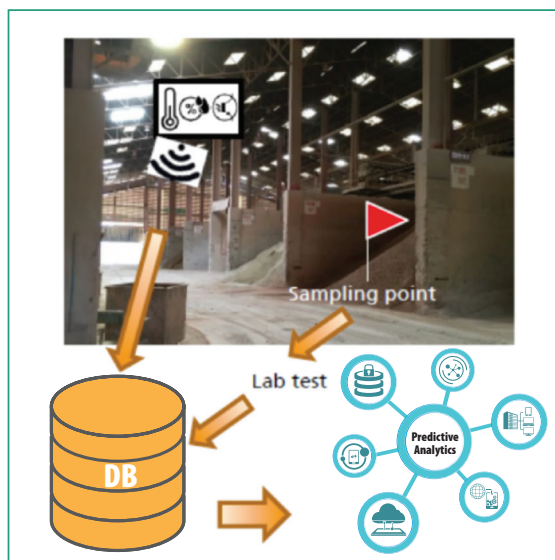 %
Sampling point
Lab test
DB
Predictive
Analytics